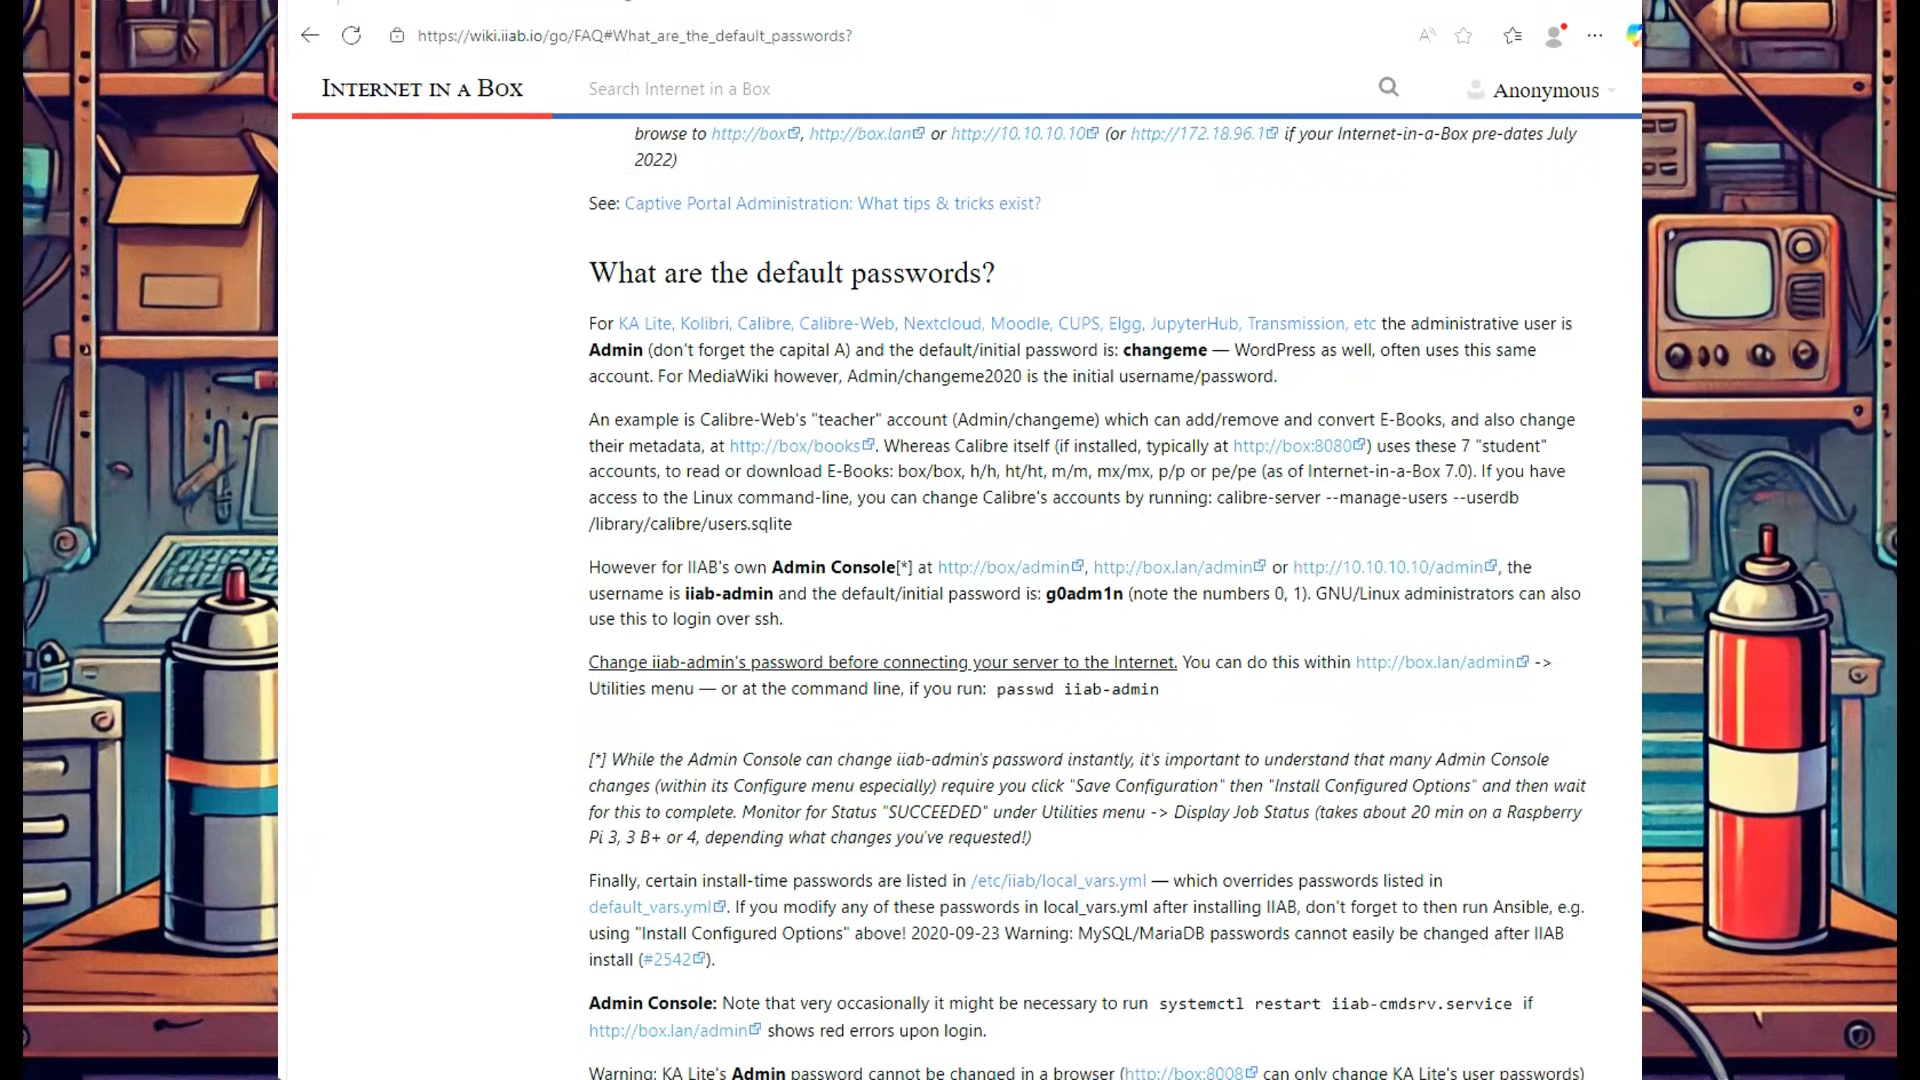 https://wiki.iiab.io/go/FAQ#What_are_the_default_passwords?
INTERNET IN A BOX
Search Internet in a Box
Anonymous
browse to http://box, http://box.lan or http://10.10.10.10 (or http://172.18.96.1 if your Internet-in-a-Box pre-dates July
2022)
See: Captive Portal Administration: What tips & tricks exist?
What are the default passwords?
For KA Lite, Kolibri, Calibre, Calibre-Web, Nextcloud, Moodle, CUPS, Elgg, JupyterHub, Transmission, etc the administrative user is
Admin (don't forget the capital A) and the default/initial password is: changeme — WordPress as well, often uses this same
account. For MediaWiki however, Admin/changeme2020 is the initial username/password.
An example is Calibre-Web's "teacher" account (Admin/changeme) which can add/remove and convert E-Books, and also change
their metadata, at http://box/books. Whereas Calibre itself (if installed, typically at http://box:8080) uses these 7 "student"
accounts, to read or download E-Books: box/box, h/h, ht/ht, m/m, mx/mx, p/p or pe/pe (as of Internet-in-a-Box 7.0). If you have
access to the Linux command-line, you can change Calibre's accounts by running: calibre-server --manage-users --userdb
/library/calibre/users.sqlite
However for IIAB's own Admin Console[*] at http://box/admin, http://box.lan/admin or http://10.10.10.10/admin, the
username is iiab-admin and the default/initial password is: g0adm1n (note the numbers 0, 1). GNU/Linux administrators can also
use this to login over ssh.
Change iiab-admin's password before connecting your server to the Internet. You can do this within http://box.lan/admin ->
Utilities menu — or at the command line, if you run: passwd iiab-admin
[*] While the Admin Console can change iiab-admin's password instantly, it's important to understand that many Admin Console
changes (within its Configure menu especially) require you click "Save Configuration" then "Install Configured Options" and then wait
for this to complete. Monitor for Status "SUCCEEDED" under Utilities menu -> Display Job Status (takes about 20 min on a Raspberry
Pi 3, 3 B+ or 4, depending what changes you've requested!)
Finally, certain install-time passwords are listed in /etc/iiab/local_vars.yml — which overrides passwords listed in
default_vars.yml. If you modify any of these passwords in local_vars.yml after installing IIAB, don't forget to then run Ansible, e.g.
using "Install Configured Options" above! 2020-09-23 Warning: MySQL/MariaDB passwords cannot easily be changed after IIAB
install (#2542).
Admin Console: Note that very occasionally it might be necessary to run systemctl restart iiab-cmdsrv.service if
http://box.lan/admin shows red errors upon login.
Warning: KA Lite's Admin password cannot be changed in a browser (http://box:8008 can only change KA Lite's user passwords)